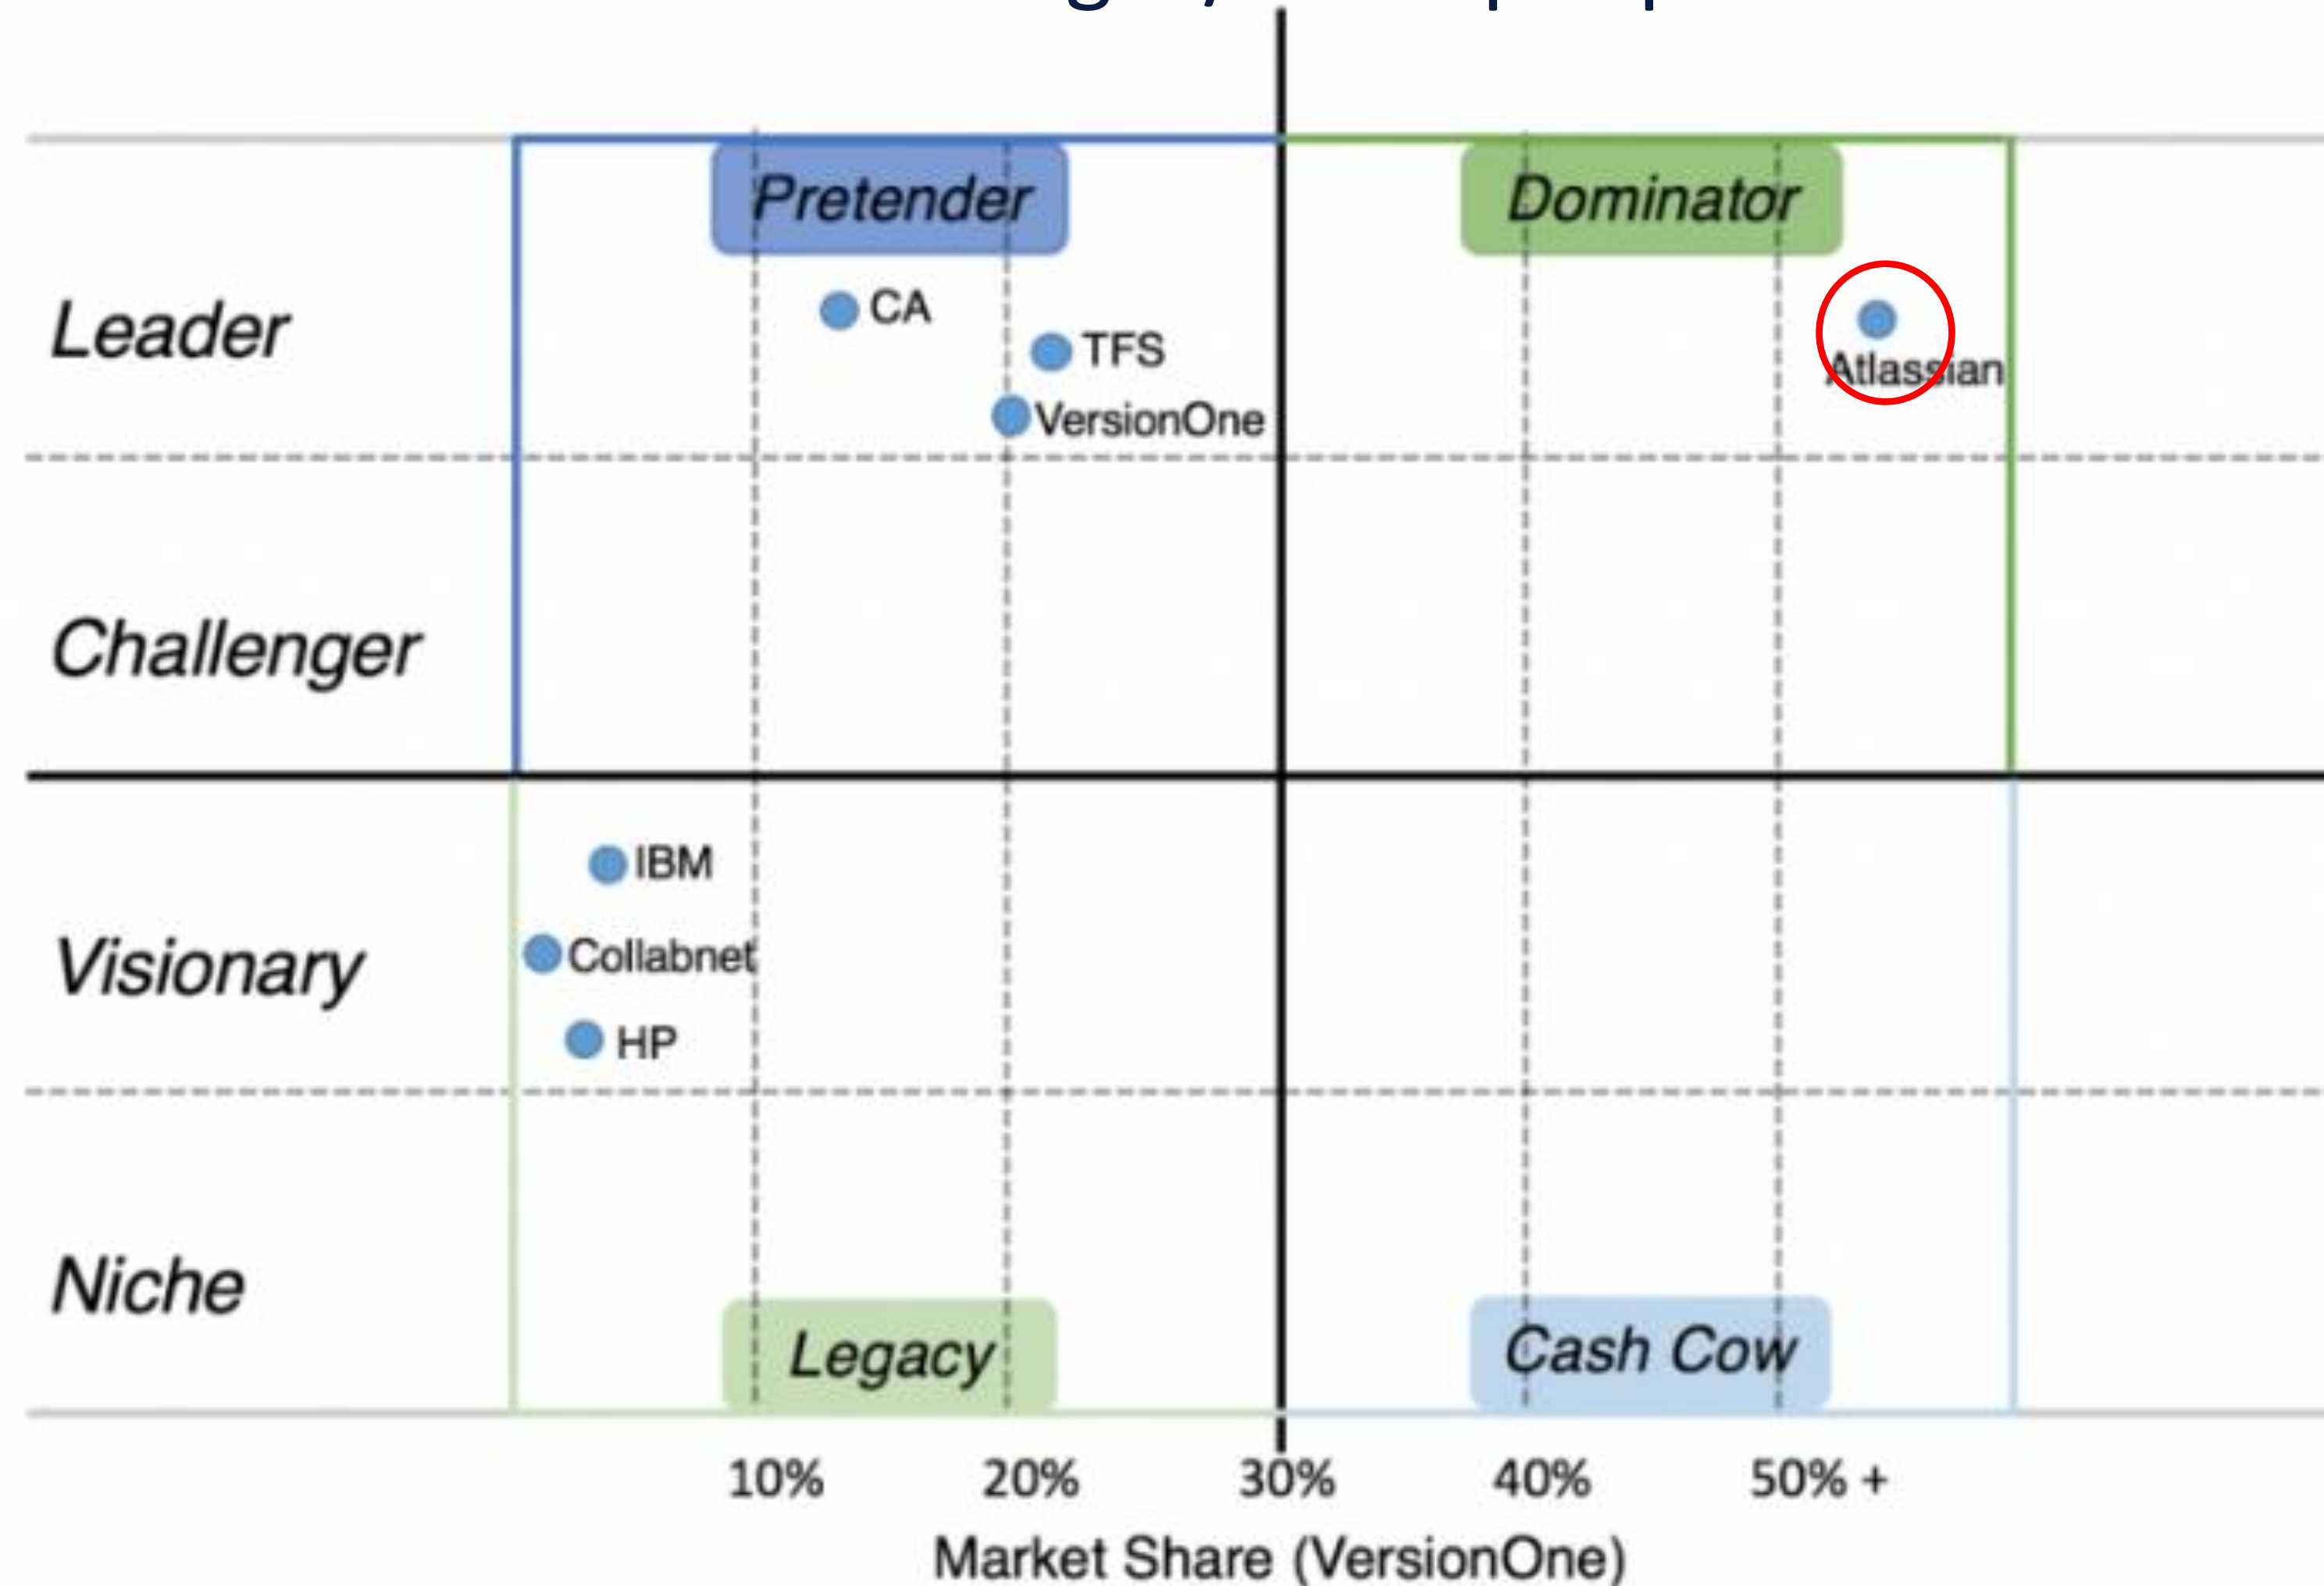 Pretender
Dominator
CA
Leader
TFS
Atlassian
VersionOne
Challenger
IBM
Visionary
Collabnet
HP
Niche
Legacy
Cash Cow
10% 20% 30% 40% 50% +
Market Share (VersionOne)